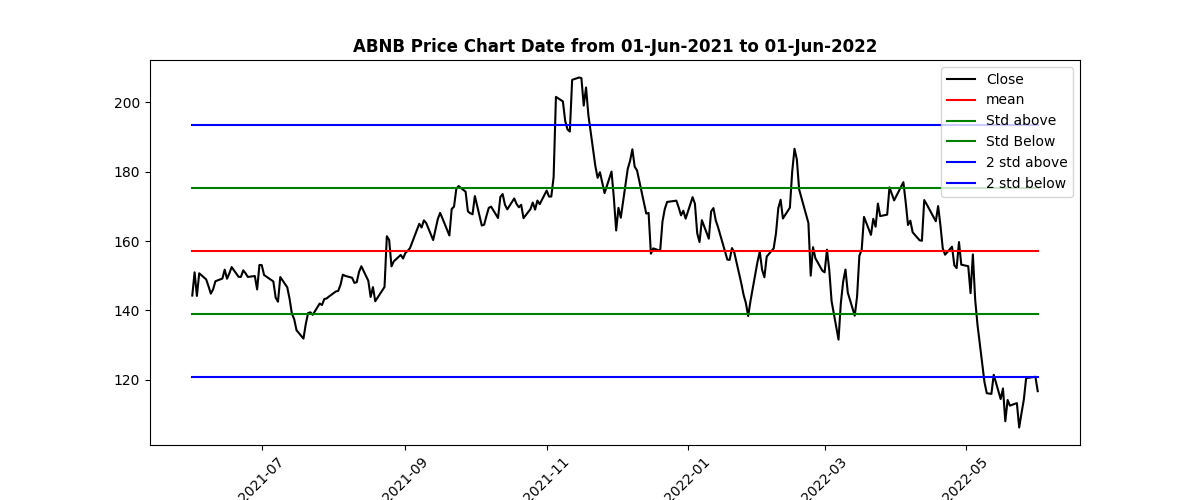 ABNB Price Chart Date from 01-Jun-2021 to 01-Jun-2022
Close
mean
Std above
Std Below
2 std above
2 std below
200
180
160
140
120
2021-07
2021-09
2021-11
2022-01
2022-03
2022-05